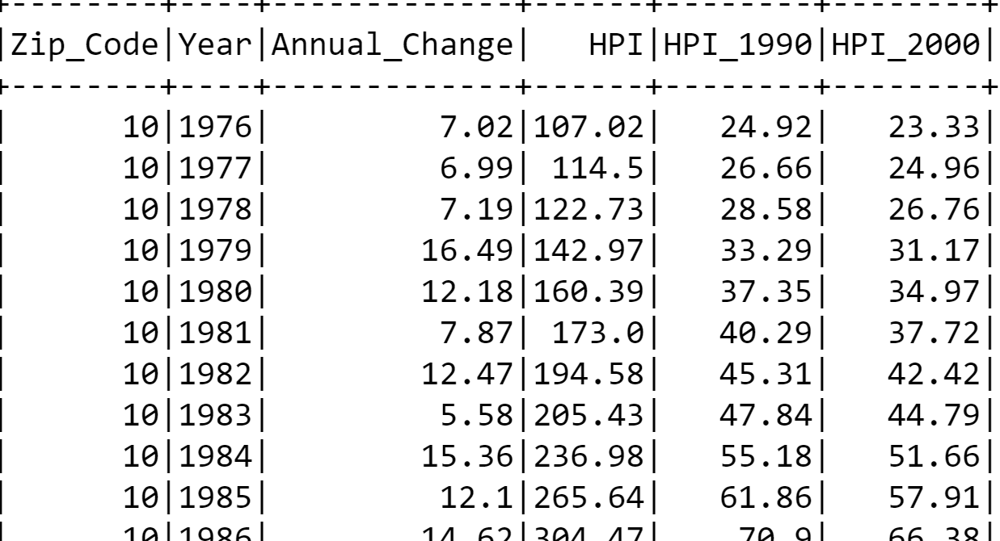 +--------+----+-------------+------+--------+--------+
|Zip_Code|Year|Annual_Change|   HPI|HPI_1990|HPI_2000|
+--------+----+-------------+------+--------+--------+
|      10|1976|         7.02|107.02|   24.92|   23.33|
|      10|1977|         6.99| 114.5|   26.66|   24.96|
|      10|1978|         7.19|122.73|   28.58|   26.76|
|      10|1979|        16.49|142.97|   33.29|   31.17|
|      10|1980|        12.18|160.39|   37.35|   34.97|
|      10|1981|         7.87| 173.0|   40.29|   37.72|
|      10|1982|        12.47|194.58|   45.31|   42.42|
|      10|1983|         5.58|205.43|   47.84|   44.79|
|      10|1984|        15.36|236.98|   55.18|   51.66|
|      10|1985|         12.1|265.64|   61.86|   57.91|
|      10|1986|        14.62|304.47|    70.9|   66.38|